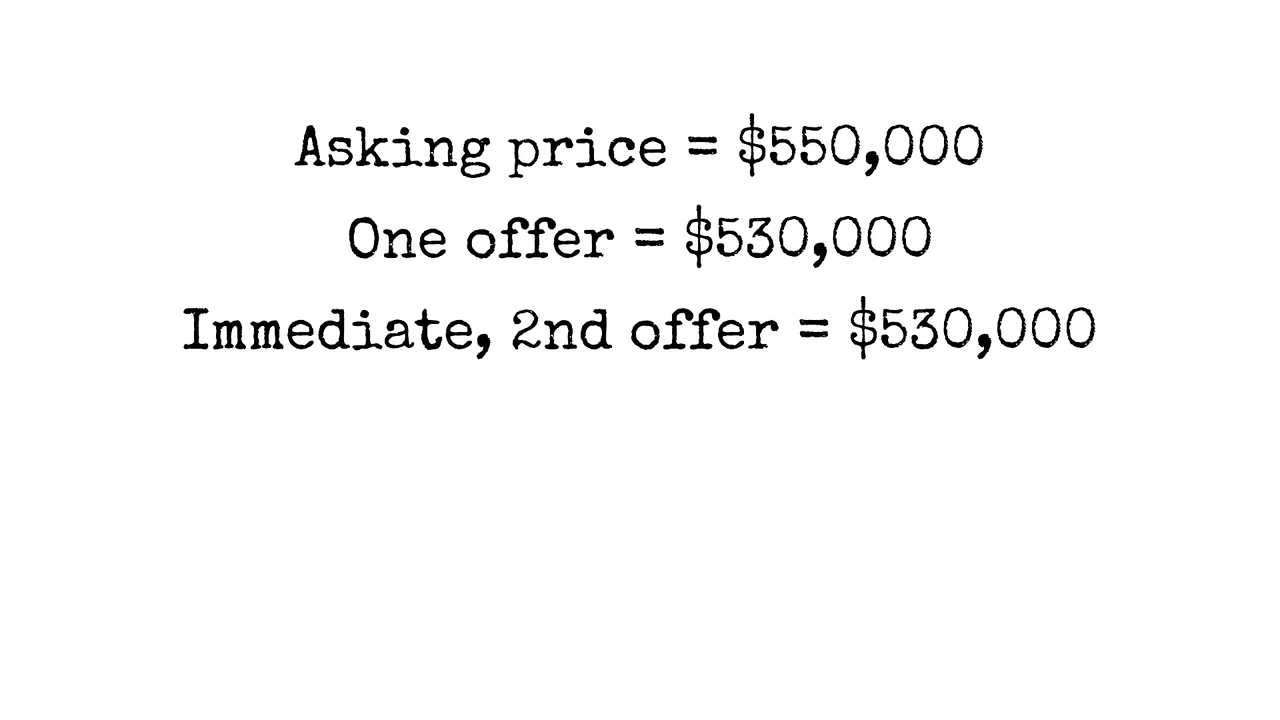 Asking price = $550,000
One offer = $530,000
Immediate, 2nd offer = $530,000